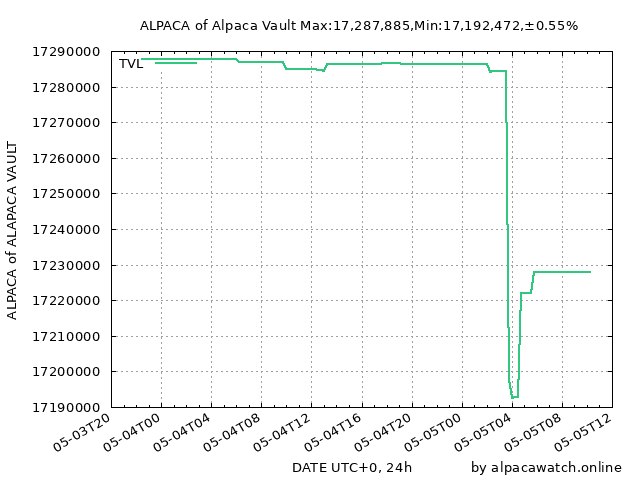 ALPACA of Alpaca Vault Max:17,287,885,Min:17,192,472,±0.55%
17290000
TVL
17280000
17270000
17260000
17250000
17240000
17230000
17220000
17210000
17200000
17190000
ALPACA of ALAPACA VAULT
05-03T20
05-04T00
05-04T04
05-04T08
05-04T12
05-04T16
05-04T20
05-05T00
05-05T04
05-05T08
05-05T12
DATE UTC+0, 24h
by alpacawatch.online